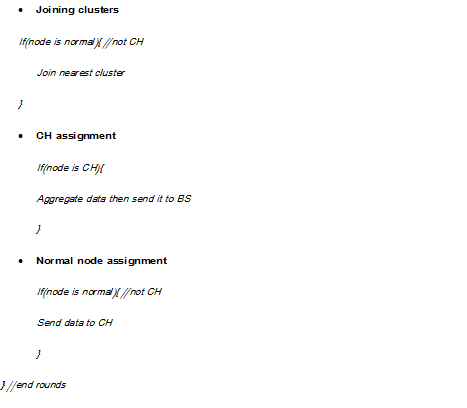 • Joining clusters
If(node is normal){ //not CH
Join nearest cluster
}
• CH assignment
If(node is CH){
Aggregate data then send it to BS
}
• Normal node assignment
If(node is normal){ //not CH
Send data to CH
}
} //end rounds